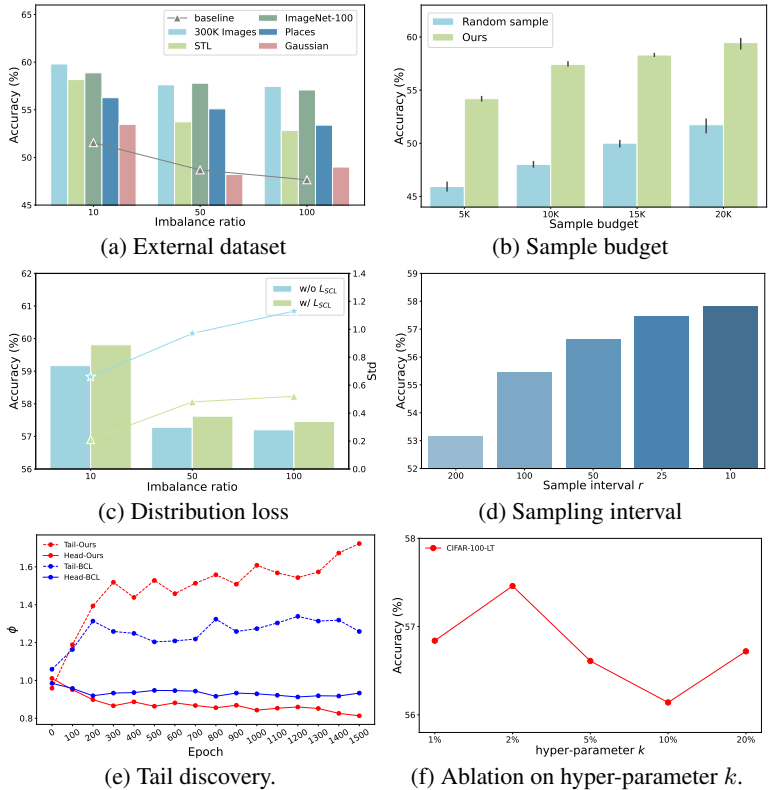 baseline
300K Images
STL
ImageNet-100
Places
Gaussian
65
60
55
50
45
Accuracy (%)
10 50 100
Imbalance ratio
(a) External dataset
Random sample
Ours
60
55
50
45
Accuracy (%)
5K 10K 15K 20K
Sample budget
(b) Sample budget
w/o L_SCL
w/ L_SCL
62
61
60
59
58
57
56
Accuracy (%)
1.4
1.2
1.0
0.8
0.6
0.4
0.2
0.0
Std
10 50 100
Imbalance ratio
(c) Distribution loss
59
58
57
56
55
54
53
52
Accuracy (%)
200 100 50 25 10
Sample interval r
(d) Sampling interval
Tail-Ours
Head-Ours
Tail-BCL
Head-BCL
1.6
1.4
1.2
1.0
0.8
ϕ
0 100 200 300 400 500 600 700 800 900 1000 1100 1200 1300 1400 1500
Epoch
(e) Tail discovery.
CIFAR-100-LT
58
57
56
Accuracy (%)
1% 2% 5% 10% 20%
hyper-parameter k
(f) Ablation on hyper-parameter k.